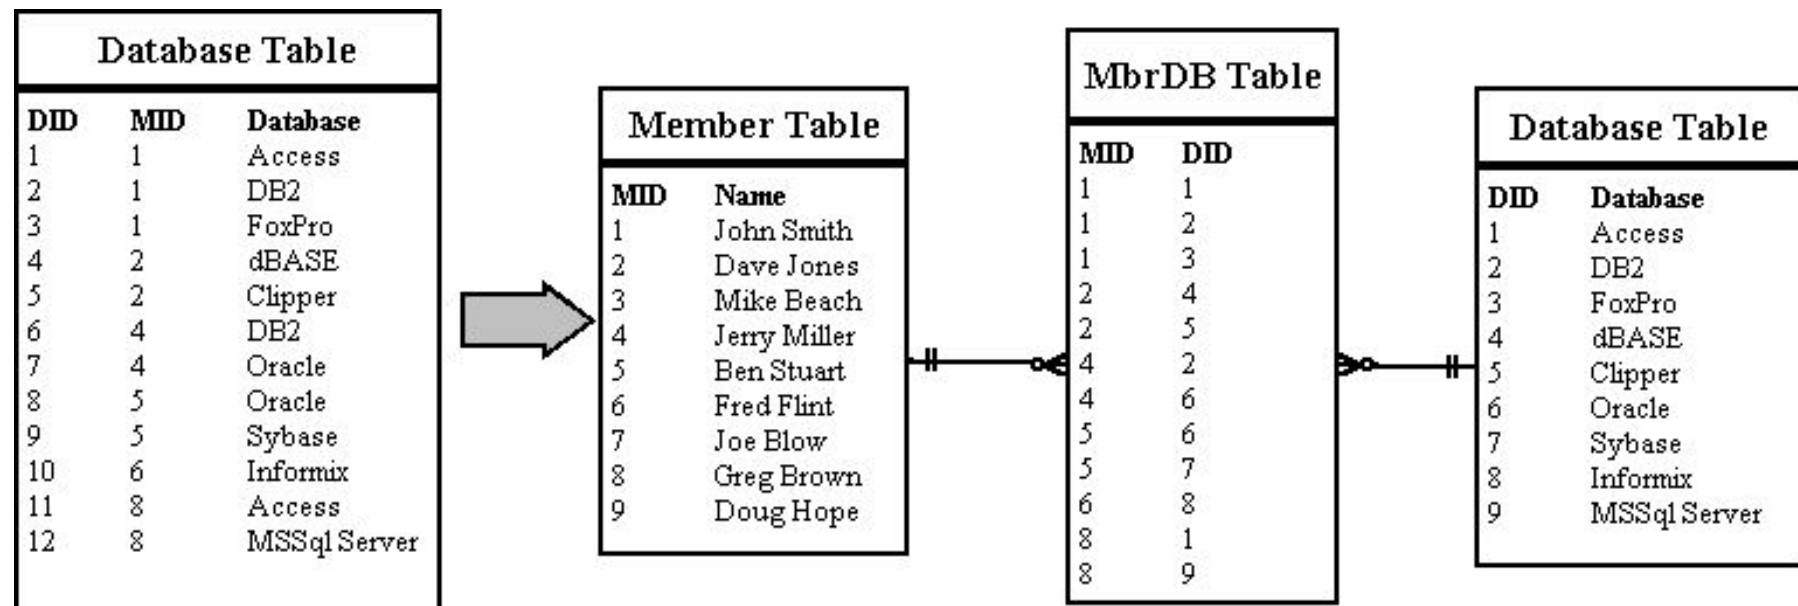 Database Table
DID MID Database
1 1 Access
2 1 DB2
3 1 FoxPro
4 2 dBASE
5 2 Clipper
6 4 DB2
7 4 Oracle
8 5 Oracle
9 5 Sybase
10 6 Informix
11 8 Access
12 8 MSSql Server
Member Table
MID Name
1 John Smith
2 Dave Jones
3 Mike Beach
4 Jerry Miller
5 Ben Stuart
6 Fred Flint
7 Joe Blow
8 Greg Brown
9 Doug Hope
MbrDB Table
MID DID
1 1
1 2
1 3
2 4
2 5
4 2
4 6
5 6
5 7
6 8
8 1
8 9
Database Table
DID Database
1 Access
2 DB2
3 FoxPro
4 dBASE
5 Clipper
6 Oracle
7 Sybase
8 Informix
9 MSSql Server